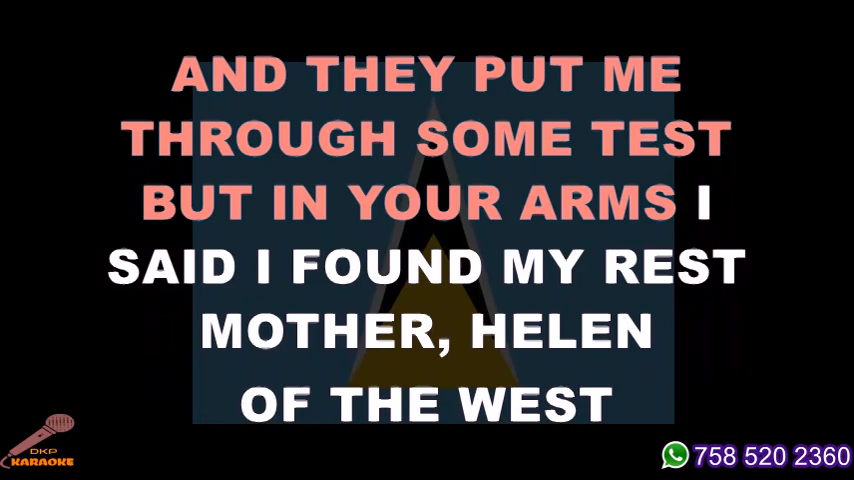 AND THEY PUT ME
THROUGH SOME TEST
BUT IN YOUR ARMS I
SAID I FOUND MY REST
MOTHER, HELEN
OF THE WEST
DKP
KARAOKE
758 520 2360